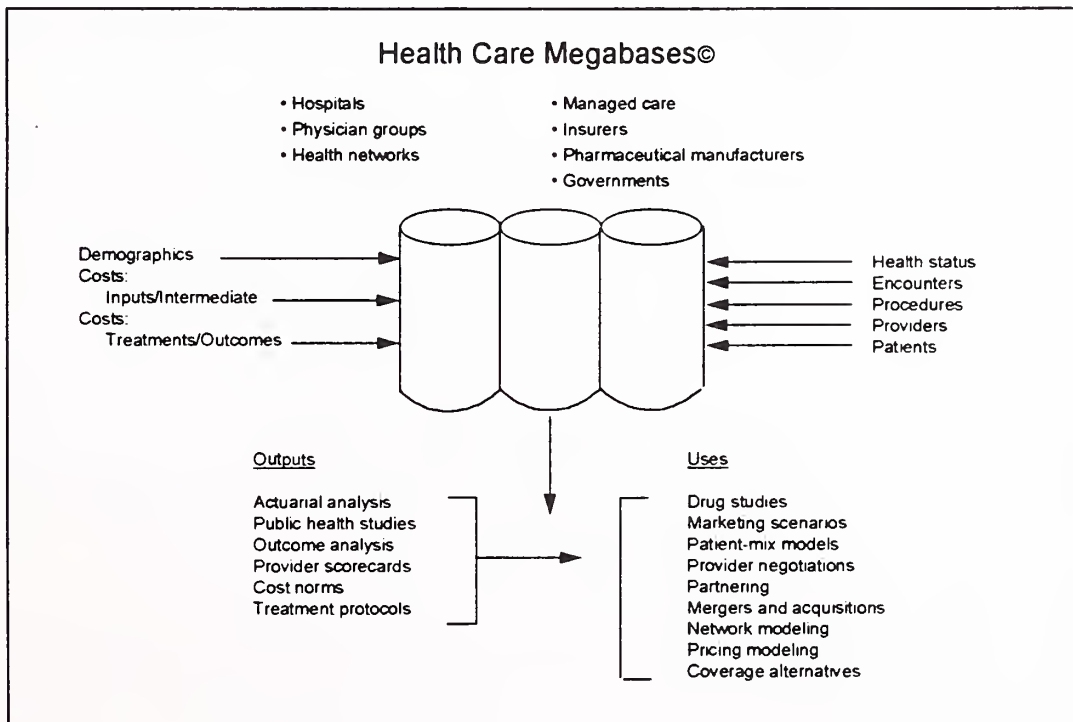 Health Care Megabases©
• Hospitals
• Physician groups
• Health networks
• Managed care
• Insurers
• Pharmaceutical manufacturers
• Governments
Demographics
Costs:
Inputs/Intermediate
Costs:
Treatments/Outcomes
Health status
Encounters
Procedures
Providers
Patients
Outputs
Actuarial analysis
Public health studies
Outcome analysis
Provider scorecards
Cost norms
Treatment protocols
Uses
Drug studies
Marketing scenarios
Patient-mix models
Provider negotiations
Partnering
Mergers and acquisitions
Network modeling
Pricing modeling
Coverage alternatives